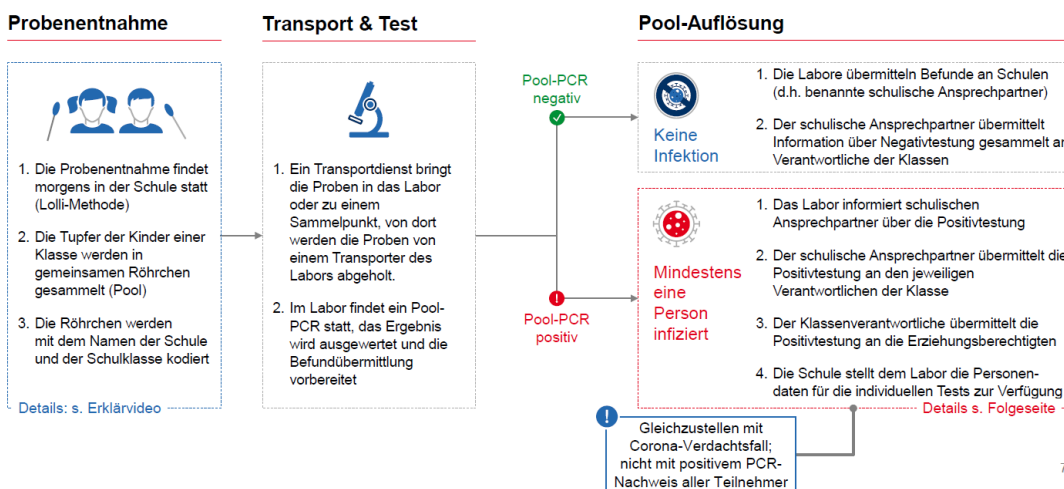 Probenentnahme
1. Die Probenentnahme findet
morgens in der Schule statt
(Lolli-Methode)
2. Die Tupfer der Kinder einer
Klasse werden in
gemeinsamen Röhrchen
gesammelt (Pool)
3. Die Röhrchen werden
mit dem Namen der Schule
und der Schulklasse kodiert
Details: s. Erklärvideo
Transport & Test
1. Ein Transportdienst bringt
die Proben in das Labor
oder zu einem
Sammelpunkt, von dort
werden die Proben von
einem Transporter des
Labors abgeholt.
2. Im Labor findet ein Pool-
PCR statt, das Ergebnis
wird ausgewertet und die
Befundübermittlung
vorbereitet
Pool-PCR
negativ
Pool-PCR
positiv
Pool-Auflösung
Keine
Infektion
1. Die Labore übermitteln Befunde an Schulen
(d.h. benannte schulische Ansprechpartner)
2. Der schulische Ansprechpartner übermittelt
Information über Negativtestung gesammelt an
Verantwortliche der Klassen
Mindestens
eine
Person
infiziert
1. Das Labor informiert schulischen
Ansprechpartner über die Positivtestung
2. Der schulische Ansprechpartner übermittelt die
Positivtestung an den jeweiligen
Verantwortlichen der Klasse
3. Der Klassenverantwortliche übermittelt die
Positivtestung an die Erziehungsberechtigten
4. Die Schule stellt dem Labor die Personen-
daten für die individuellen Tests zur Verfügung
Details s. Folgeseite
!
Gleichzustellen mit
Corona-Verdachtsfall;
nicht mit positivem PCR-
Nachweis aller Teilnehmer
7